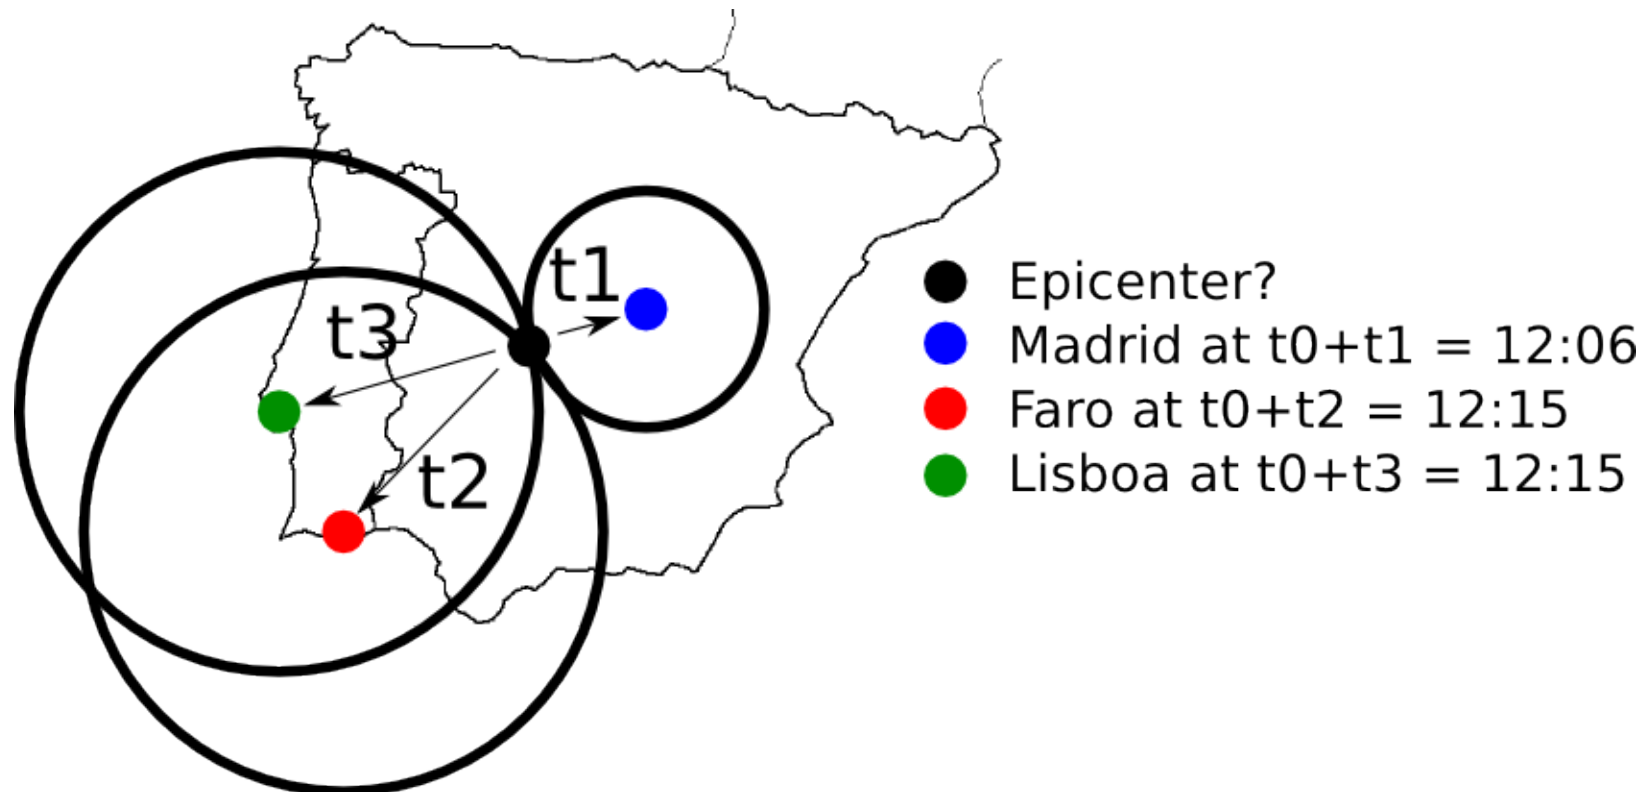 t1
t3
t2
Epicenter?
Madrid at t0+t1 = 12:06
Faro at t0+t2 = 12:15
Lisboa at t0+t3 = 12:15